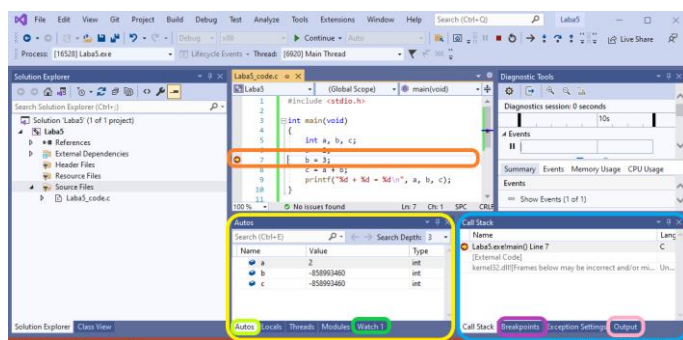 File Edit View Git Project Build Debug Test Analyze Tools Extensions Window Help Search (Ctrl+Q) Laba5
Debug x86 Continue Auto Live Share
Process: [16528] Laba5.exe Lifecycle Events Thread: [6920] Main Thread
Solution Explorer
Search Solution Explorer (Ctrl+;)
Solution 'Laba5' (1 of 1 project)
Laba5
References
External Dependencies
Header Files
Resource Files
Source Files
Laba5_code.c
Solution Explorer Class View
Laba5_code.c
Laba5 (Global Scope) main(void)
1 #include <stdio.h>
2
3 int main(void)
4 {
5 int a, b, c;
7 b = 3;
8 c = a + b;
9 printf("%d + %d = %d\n", a, b, c);
10 }
11
100 % No issues found Ln: 7 Ch: 1 SPC CRLF
Autos
Search (Ctrl+E) Search Depth: 3
Name Value Type
a 2 int
b -858993460 int
c -858993460 int
Autos Locals Threads Modules Watch 1
Diagnostic Tools
Diagnostics session: 0 seconds
10s
Events
Summary Events Memory Usage CPU Usage
Events
Show Events (1 of 1)
Call Stack
Name Lang
Laba5.exe!main() Line 7 C
[External Code]
kernel32.dll![Frames below may be incorrect and/or mi... Un...
Call Stack Breakpoints Exception Settings Output